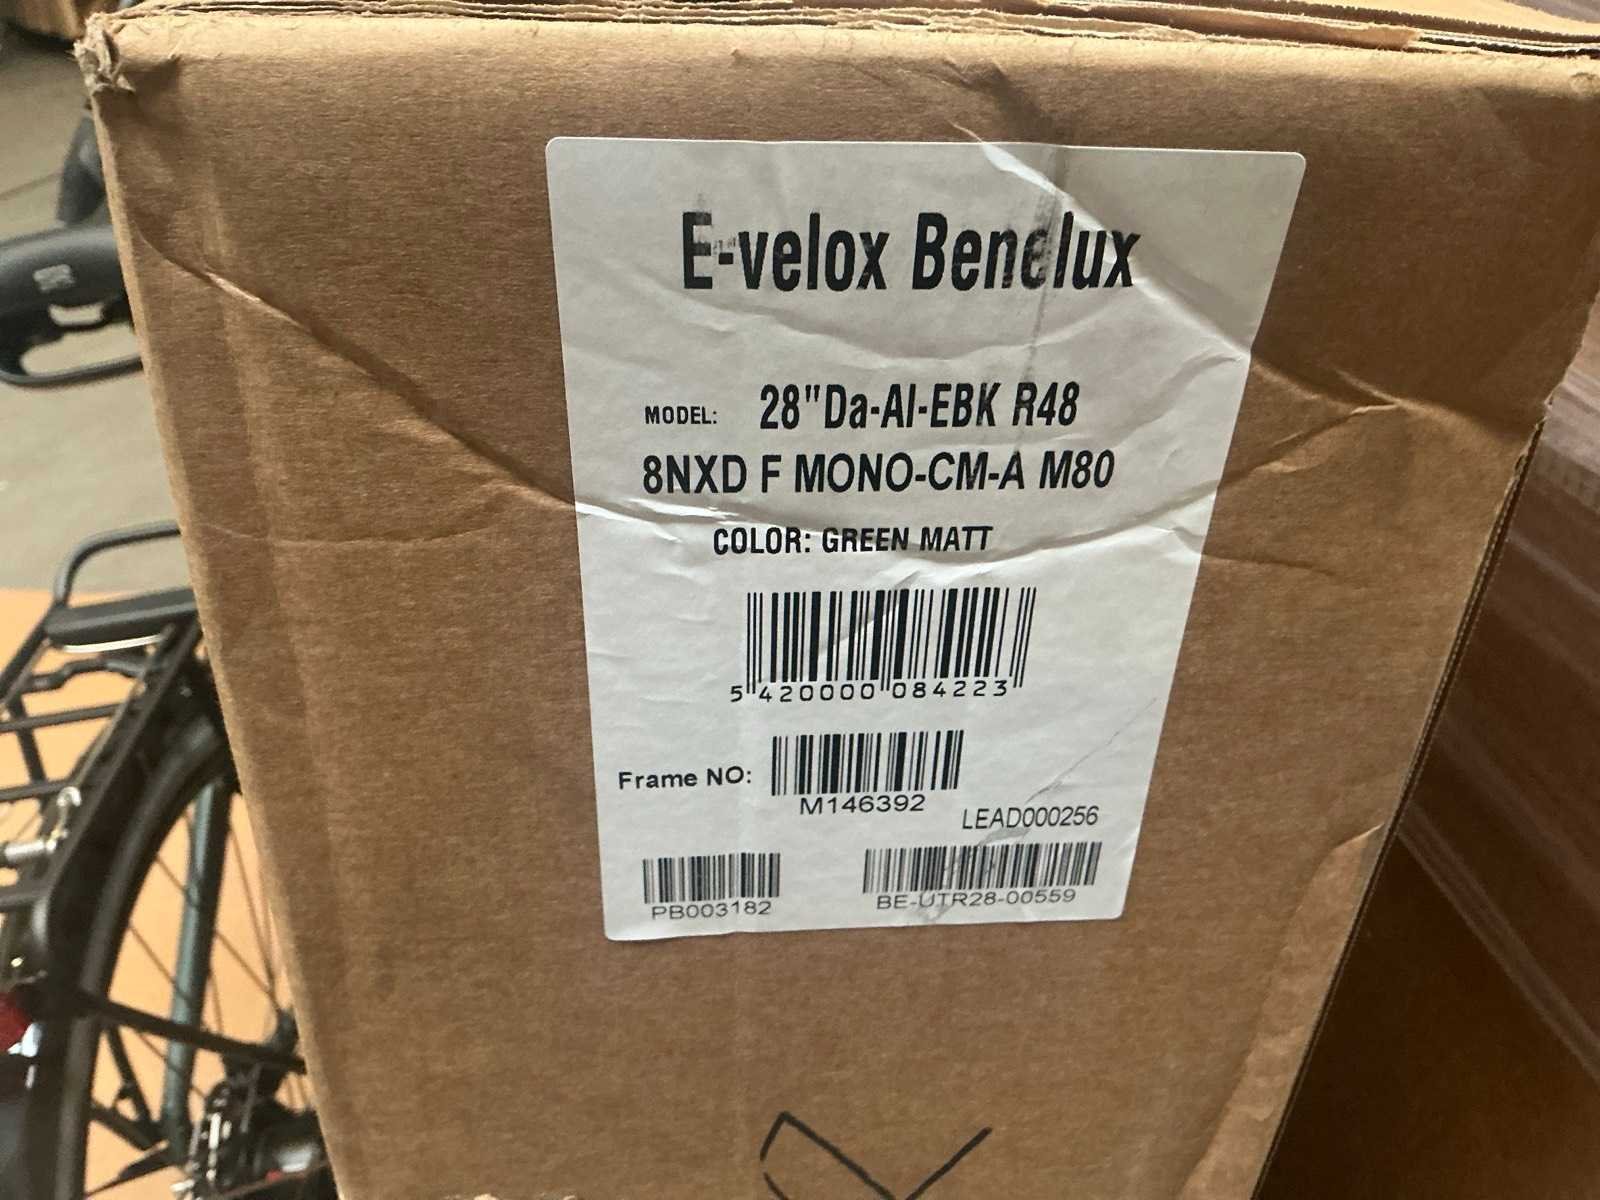 E-velox Benelux
MODEL: 28"Da-Al-EBK R48
8NXD F MONO-CM-A M80
COLOR: GREEN MATT
5 420000 084223
Frame NO:
M146392
LEAD000256
PB003182
BE-UTR28-00559